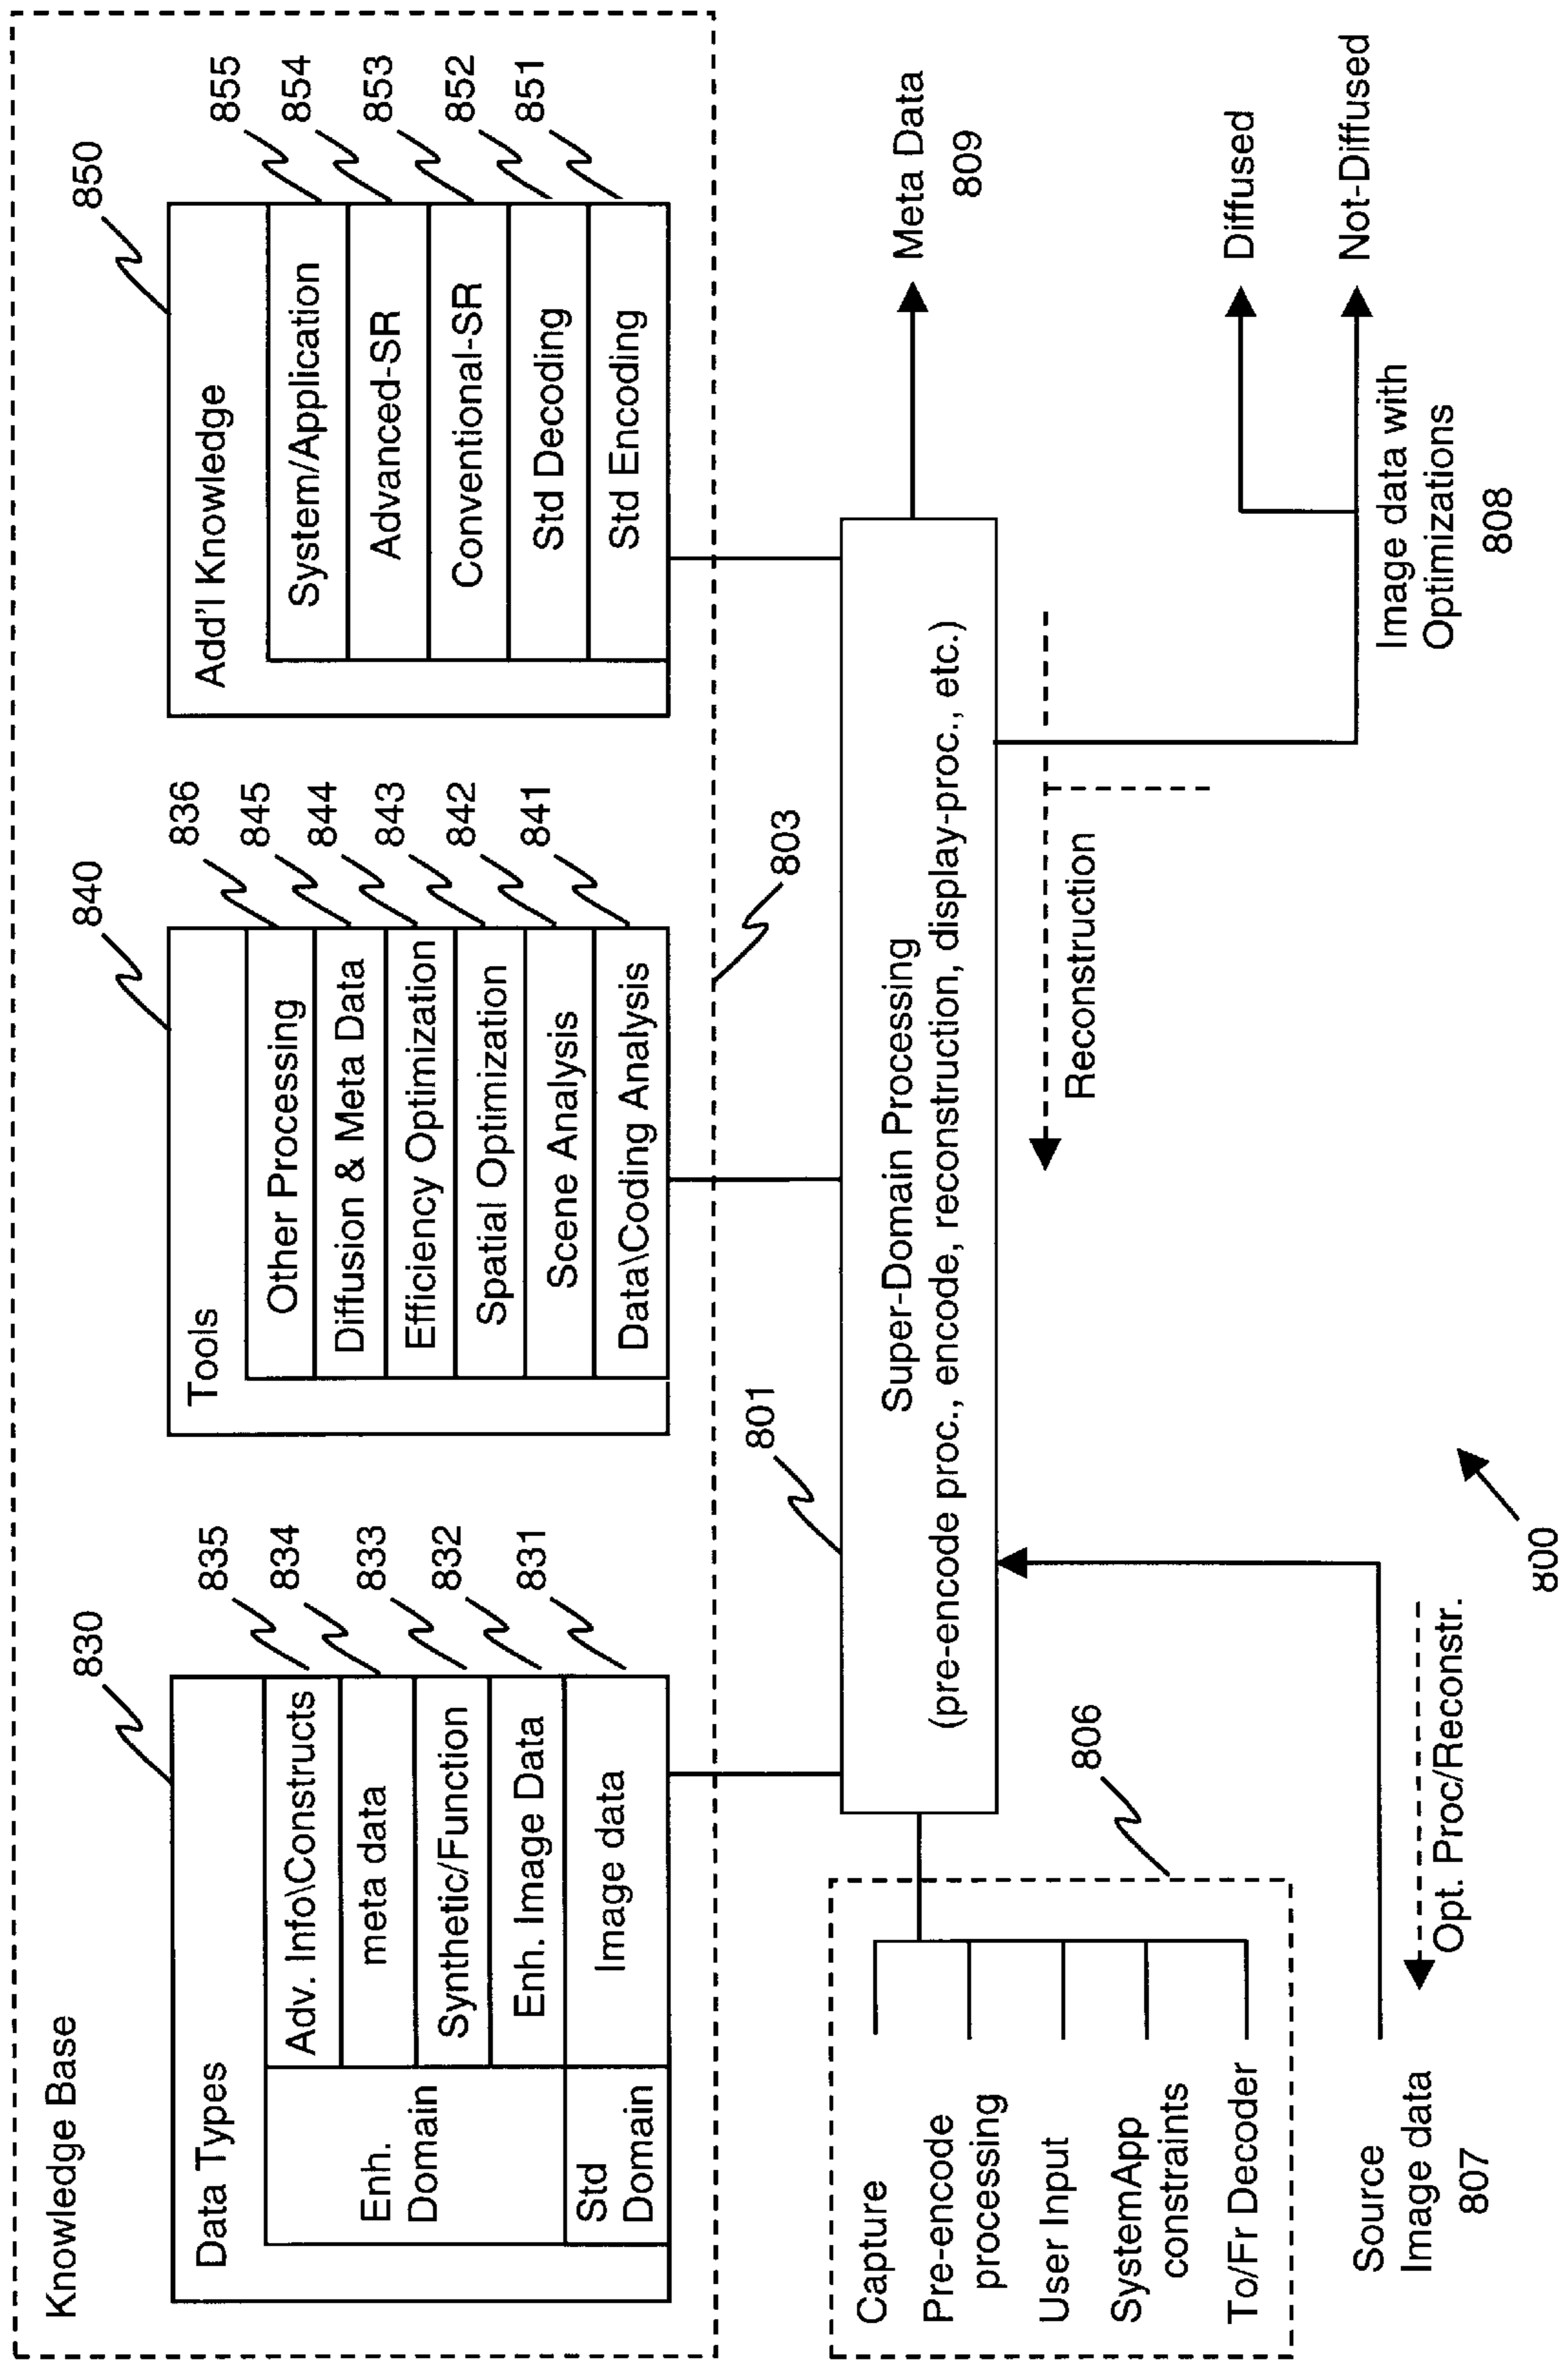 Knowledge Base
830
Data Types
Enh.
Domain
Std
Domain
Adv. Info\Constructs
meta data
Synthetic/Function
Enh. Image Data
Image data
835
834
833
832
831
840
Tools
Other Processing
Diffusion & Meta Data
Efficiency Optimization
Spatial Optimization
Scene Analysis
Data\Coding Analysis
836
845
844
843
842
841
850
Add'l Knowledge
System/Application
Advanced-SR
Conventional-SR
Std Decoding
Std Encoding
855
854
853
852
851
803
801
Super-Domain Processing
(pre-encode proc., encode, reconstruction, display-proc., etc.)
Meta Data
809
806
Capture
Pre-encode
processing
User Input
SystemApp
constraints
To/Fr Decoder
Reconstruction
Diffused
Not-Diffused
Image data with
Optimizations
808
Source
Image data
807
Opt. Proc/Reconstr.
800